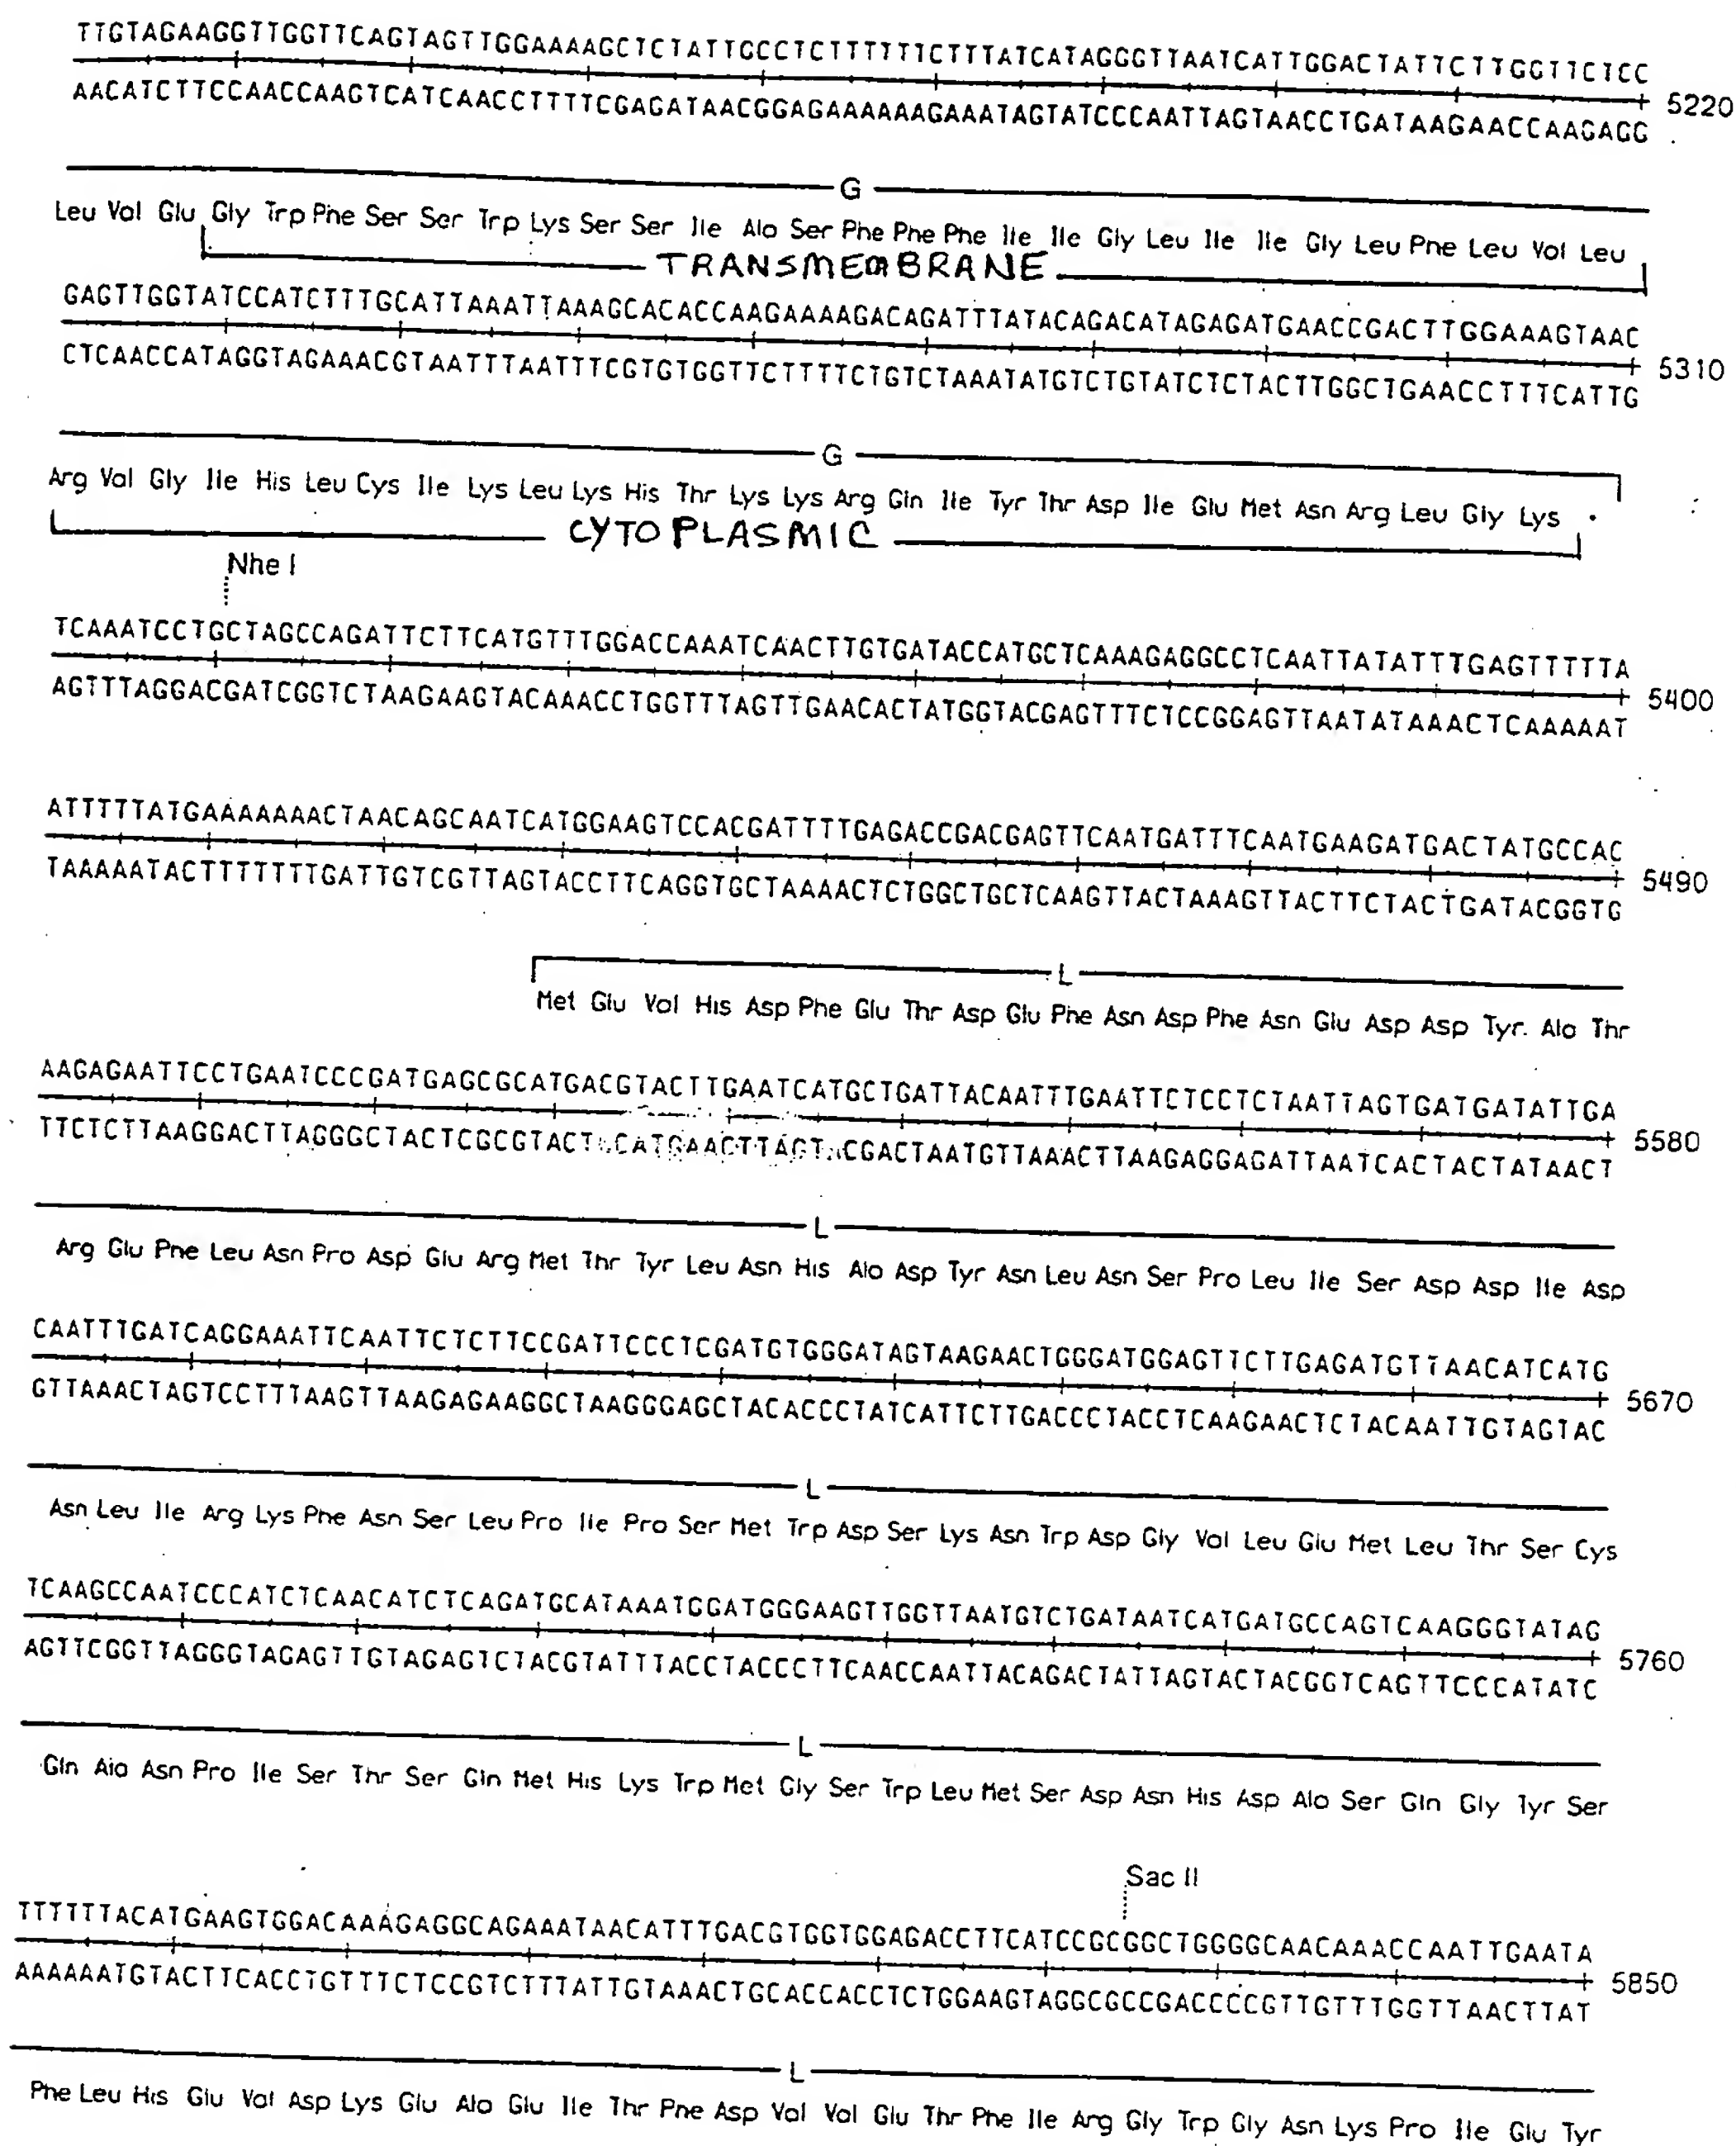 TTGTAGAAGGTTGGTTCAGTAGTTGGAAAAGCTCTATTGCCTCTTTTTTCTTTATCATAGGGTTAATCATTGGACTATTCTTGGTTCTCC
5220
AACATCTTCCAACCAAGTCATCAACCTTTTCGAGATAACGGAGAAAAAAGAAATAGTATCCCAATTAGTAACCTGATAAGAACCAAGAGG
G
Leu Val Glu Gly Trp Phe Ser Ser Trp Lys Ser Ser Ile Ala Ser Phe Phe Phe Ile Ile Gly Leu Ile Ile Gly Leu Phe Leu Val Leu
TRANSMEMBRANE
GAGTTGGTATCCATCTTTGCATTAAATTAAAGCACACCAAGAAAAGACAGATTTATACAGACATAGAGATGAACCGACTTGGAAAGTAAC
5310
CTCAACCATAGGTAGAAACGTAATTTAATTTCGTGTGGTTCTTTTCTGTCTAAATATGTCTGTATCTCTACTTGGCTGAACCTTTCATTG
G
Arg Val Gly Ile His Leu Cys Ile Lys Leu Lys His Thr Lys Lys Arg Gln Ile Tyr Thr Asp Ile Glu Met Asn Arg Leu Gly Lys •
CYTOPLASMIC
Nhe I
TCAAATCCTGCTAGCCAGATTCTTCATGTTTGGACCAAATCAACTTGTGATACCATGCTCAAAGAGGCCTCAATTATATTTGAGTTTTTA
5400
AGTTTAGGACGATCGGTCTAAGAAGTACAAACCTGGTTTAGTTGAACACTATGGTACGAGTTTCTCCGGAGTTAATATAAACTCAAAAAT
ATTTTTATGAAAAAAACTAACAGCAATCATGGAAGTCCACGATTTTGAGACCGACGAGTTCAATGATTTCAATGAAGATGACTATGCCAC
5490
TAAAAATACTTTTTTTGATTGTCGTTAGTACCTTCAGGTGCTAAAACTCTGGCTGCTCAAGTTACTAAAGTTACTTCTACTGATACGGTG
L
Met Glu Val His Asp Phe Glu Thr Asp Glu Phe Asn Asp Phe Asn Glu Asp Asp Tyr Ala Thr
AAGAGAATTCCTGAATCCCGATGAGCGCATGACGTACTTGAATCATGCTGATTACAATTTGAATTCTCCTCTAATTAGTGATGATATTGA
5580
TTCTCTTAAGGACTTAGGGCTACTCGCGTACT CATGAACTTAGT CGACTAATGTTAAACTTAAGAGGAGATTAATCACTACTATAACT
L
Arg Glu Phe Leu Asn Pro Asp Glu Arg Met Thr Tyr Leu Asn His Ala Asp Tyr Asn Leu Asn Ser Pro Leu Ile Ser Asp Asp Ile Asp
CAATTTGATCAGGAAATTCAATTCTCTTCCGATTCCCTCGATGTGGGATAGTAAGAACTGGGATGGAGTTCTTGAGATGTTAACATCATG
5670
GTTAAACTAGTCCTTTAAGTTAAGAGAAGGCTAAGGGAGCTACACCCTATCATTCTTGACCCTACCTCAAGAACTCTACAATTGTAGTAC
L
Asn Leu Ile Arg Lys Phe Asn Ser Leu Pro Ile Pro Ser Met Trp Asp Ser Lys Asn Trp Asp Gly Val Leu Glu Met Leu Thr Ser Cys
TCAAGCCAATCCCATCTCAACATCTCAGATGCATAAATGGATGGGAAGTTGGTTAATGTCTGATAATCATGATGCCAGTCAAGGGTATAG
5760
AGTTCGGTTAGGGTAGAGTTGTAGAGTCTACGTATTTACCTACCCTTCAACCAATTACAGACTATTAGTACTACGGTCAGTTCCCATATC
L
Gln Ala Asn Pro Ile Ser Thr Ser Gln Met His Lys Trp Met Gly Ser Trp Leu Met Ser Asp Asn His Asp Ala Ser Gln Gly Tyr Ser
Sac II
TTTTTTACATGAAGTGGACAAAGAGGCAGAAATAACATTTGACGTGGTGGAGACCTTCATCCGCGGCTGGGGCAACAAACCAATTGAATA
5850
AAAAAATGTACTTCACCTGTTTCTCCGTCTTTATTGTAAACTGCACCACCTCTGGAAGTAGGCGCCGACCCCGTTGTTTGGTTAACTTAT
L
Phe Leu His Glu Val Asp Lys Glu Ala Glu Ile Thr Phe Asp Val Val Glu Thr Phe Ile Arg Gly Trp Gly Asn Lys Pro Ile Glu Tyr